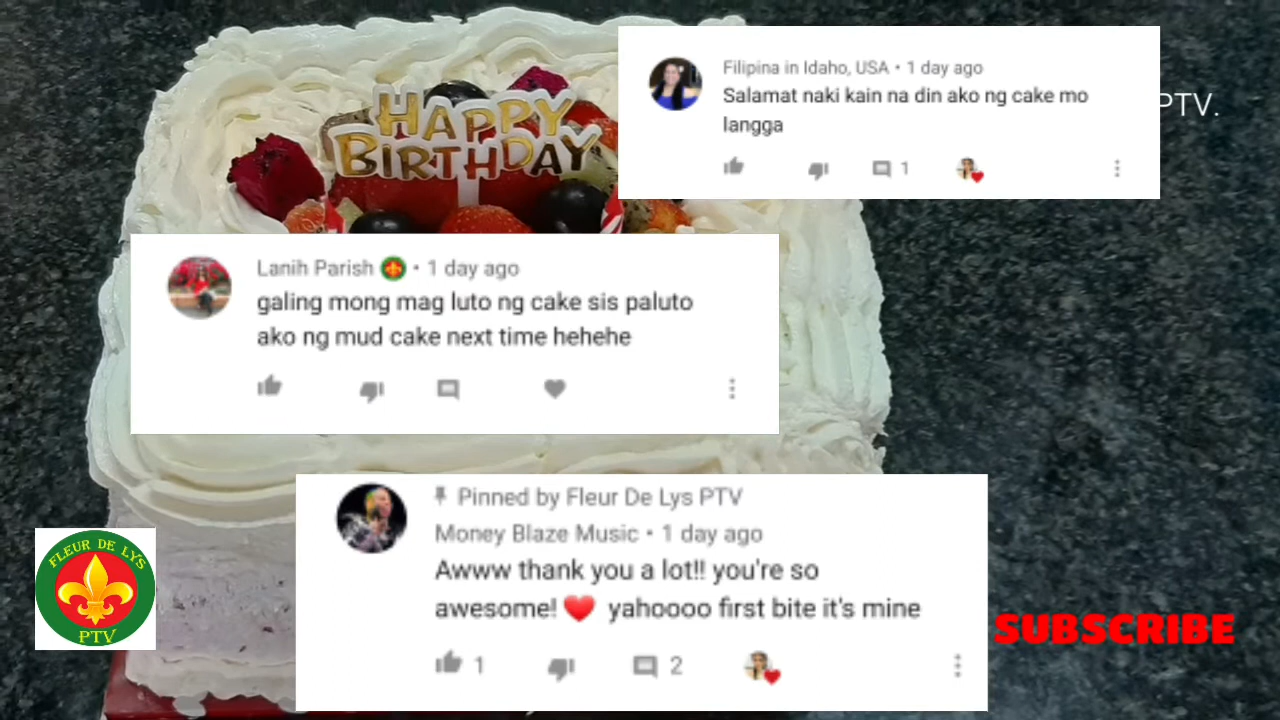 HAPPY
BIRTHDAY
Filipina in Idaho, USA • 1 day ago
Salamat naki kain na din ako ng cake mo
langga
1
PTV.
Lanih Parish • 1 day ago
galing mong mag luto ng cake sis paluto
ako ng mud cake next time hehehe
Pinned by Fleur De Lys PTV
Money Blaze Music • 1 day ago
Awww thank you a lot!! you're so
awesome! ❤️ yahoooo first bite it's mine
1 2
FLEUR DE LYS
PTV
SUBSCRIBE